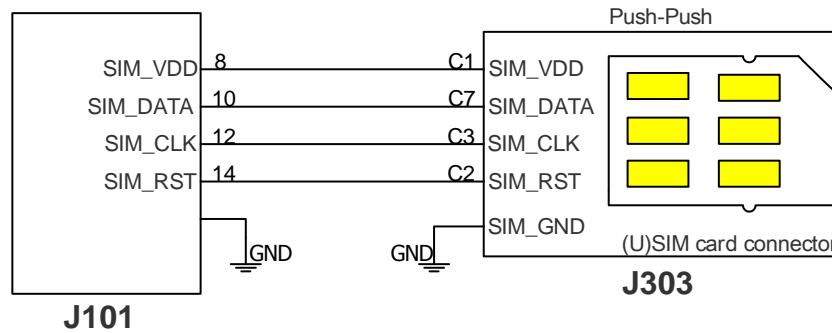 Push-Push
SIM_VDD 8 C1 SIM_VDD
SIM_DATA 10 C7 SIM_DATA
SIM_CLK 12 C3 SIM_CLK
SIM_RST 14 C2 SIM_RST
SIM_GND
GND GND
(U)SIM card connector
J303
J101